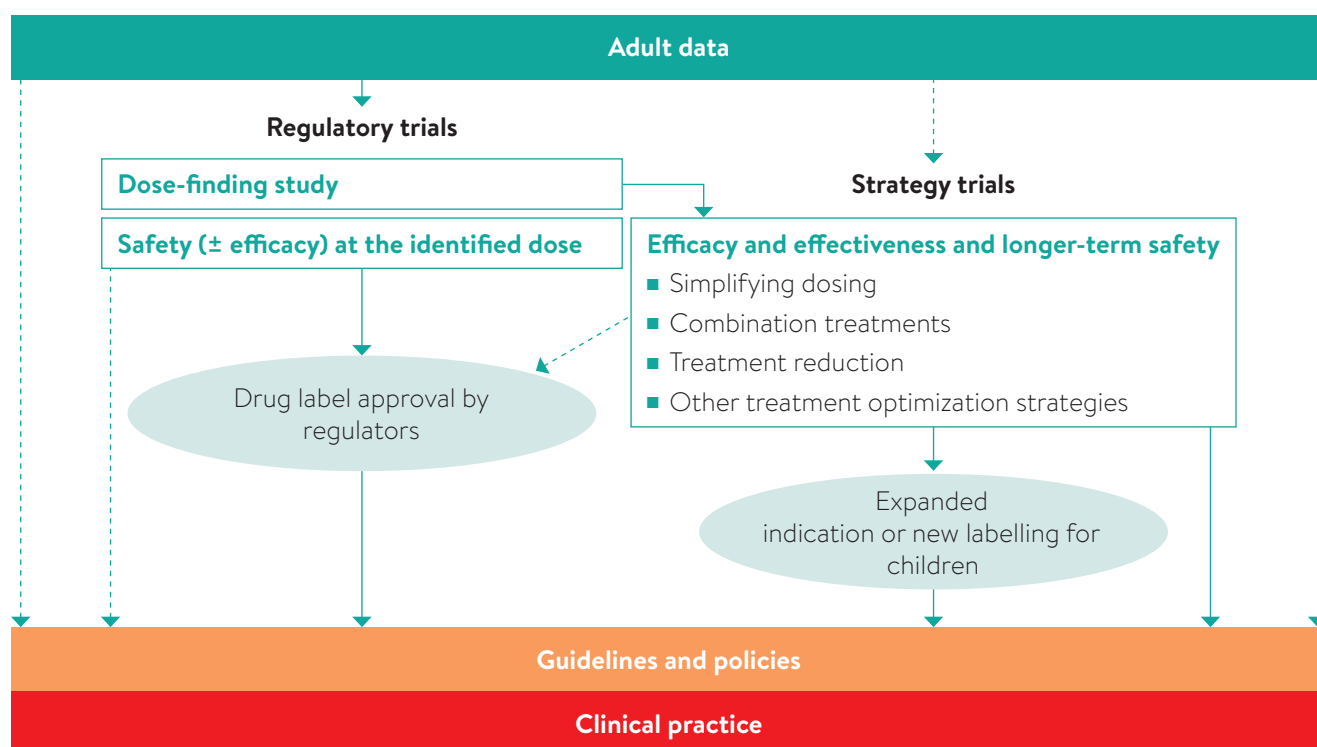 Adult data
Regulatory trials
Dose-finding study
Safety (± efficacy) at the identified dose
Drug label approval by
regulators
Strategy trials
Efficacy and effectiveness and longer-term safety
■ Simplifying dosing
■ Combination treatments
■ Treatment reduction
■ Other treatment optimization strategies
Expanded
indication or new labelling for
children
Guidelines and policies
Clinical practice